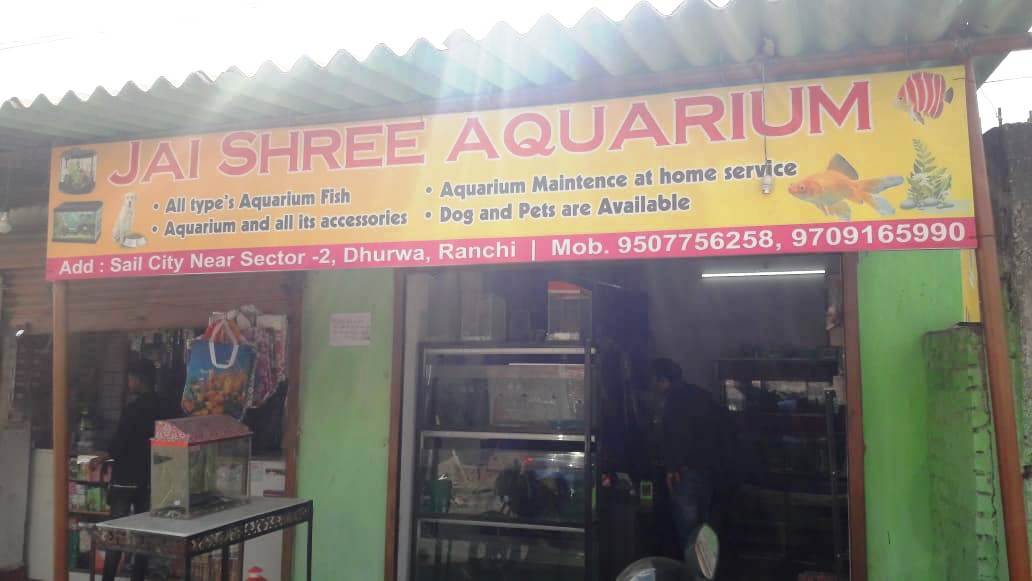 JAI SHREE AQUARIUM
• All type's Aquarium Fish
• Aquarium and all its accessories
• Aquarium Maintence at home service
• Dog and Pets are Available
Add : Sail City Near Sector -2, Dhurwa, Ranchi | Mob. 9507756258, 9709165990